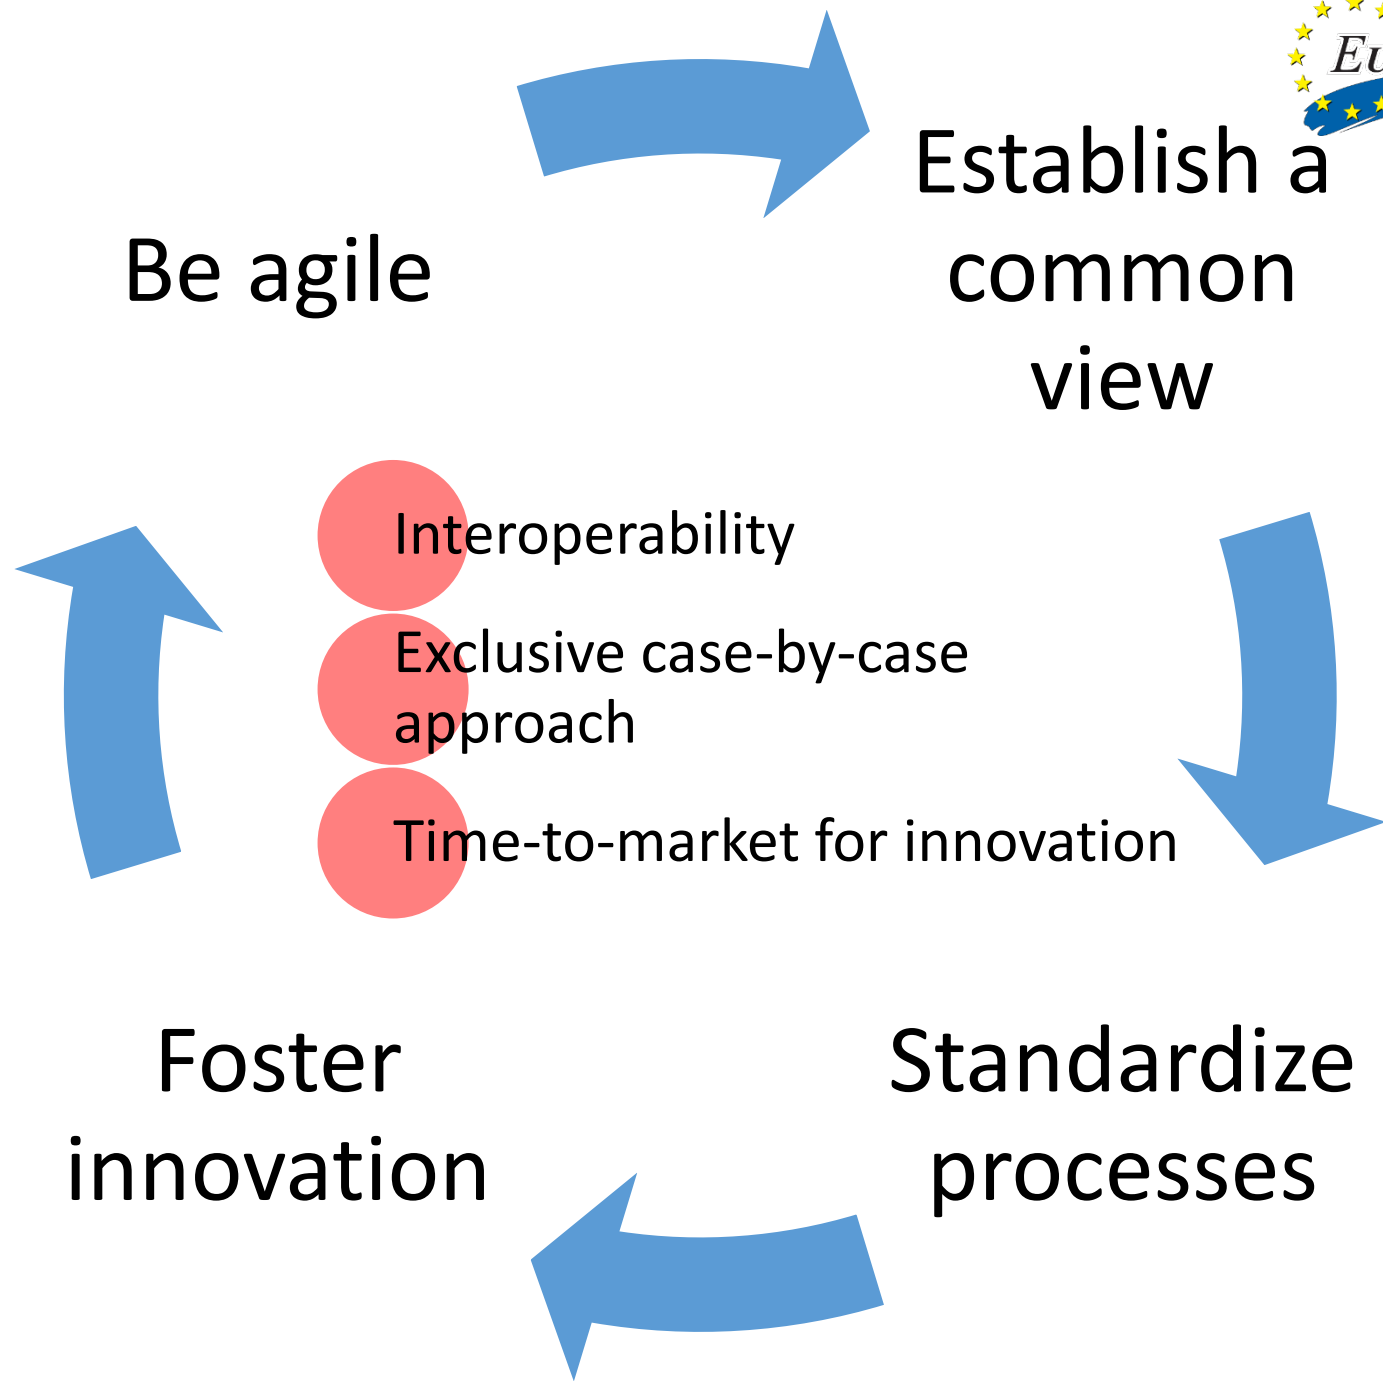 Eu
Be agile
Establish a
common
view
Interoperability
Exclusive case-by-case
approach
Time-to-market for innovation
Foster
innovation
Standardize
processes